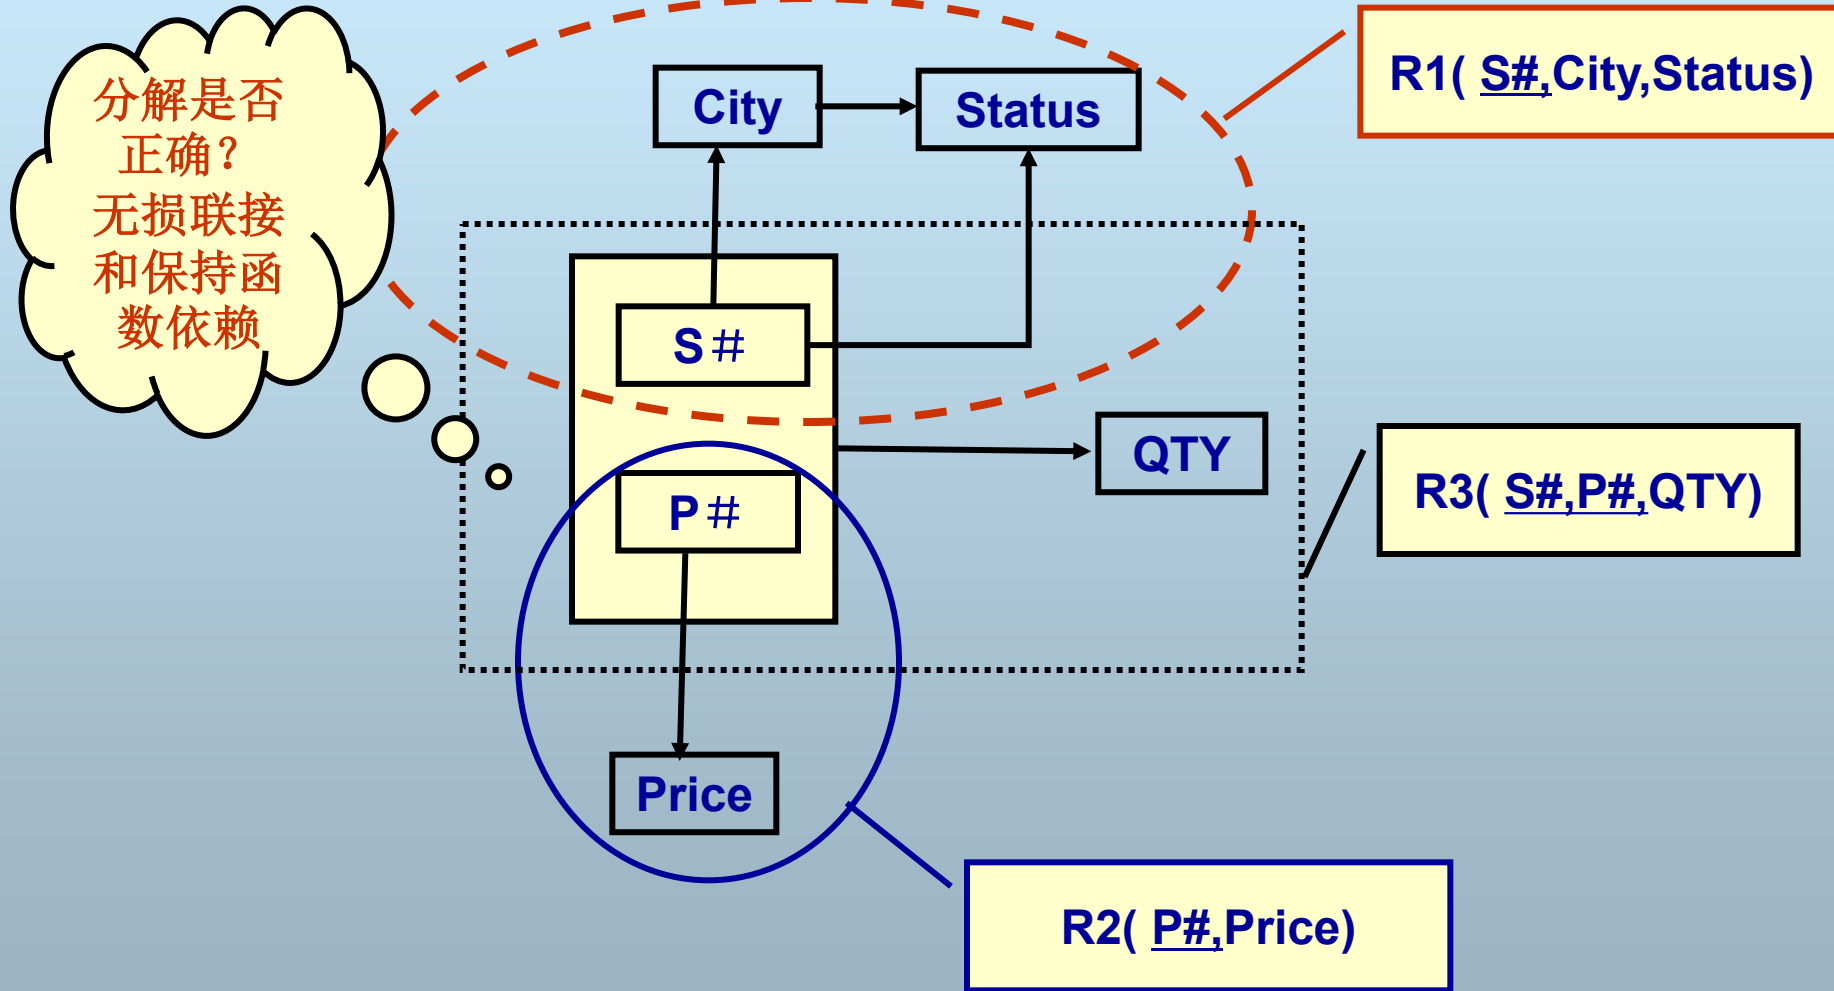 分解是否
正确？
无损联接
和保持函
数依赖
City
Status
R1( S#,City,Status)
S＃
QTY
P＃
R3( S#,P#,QTY)
Price
R2( P#,Price)